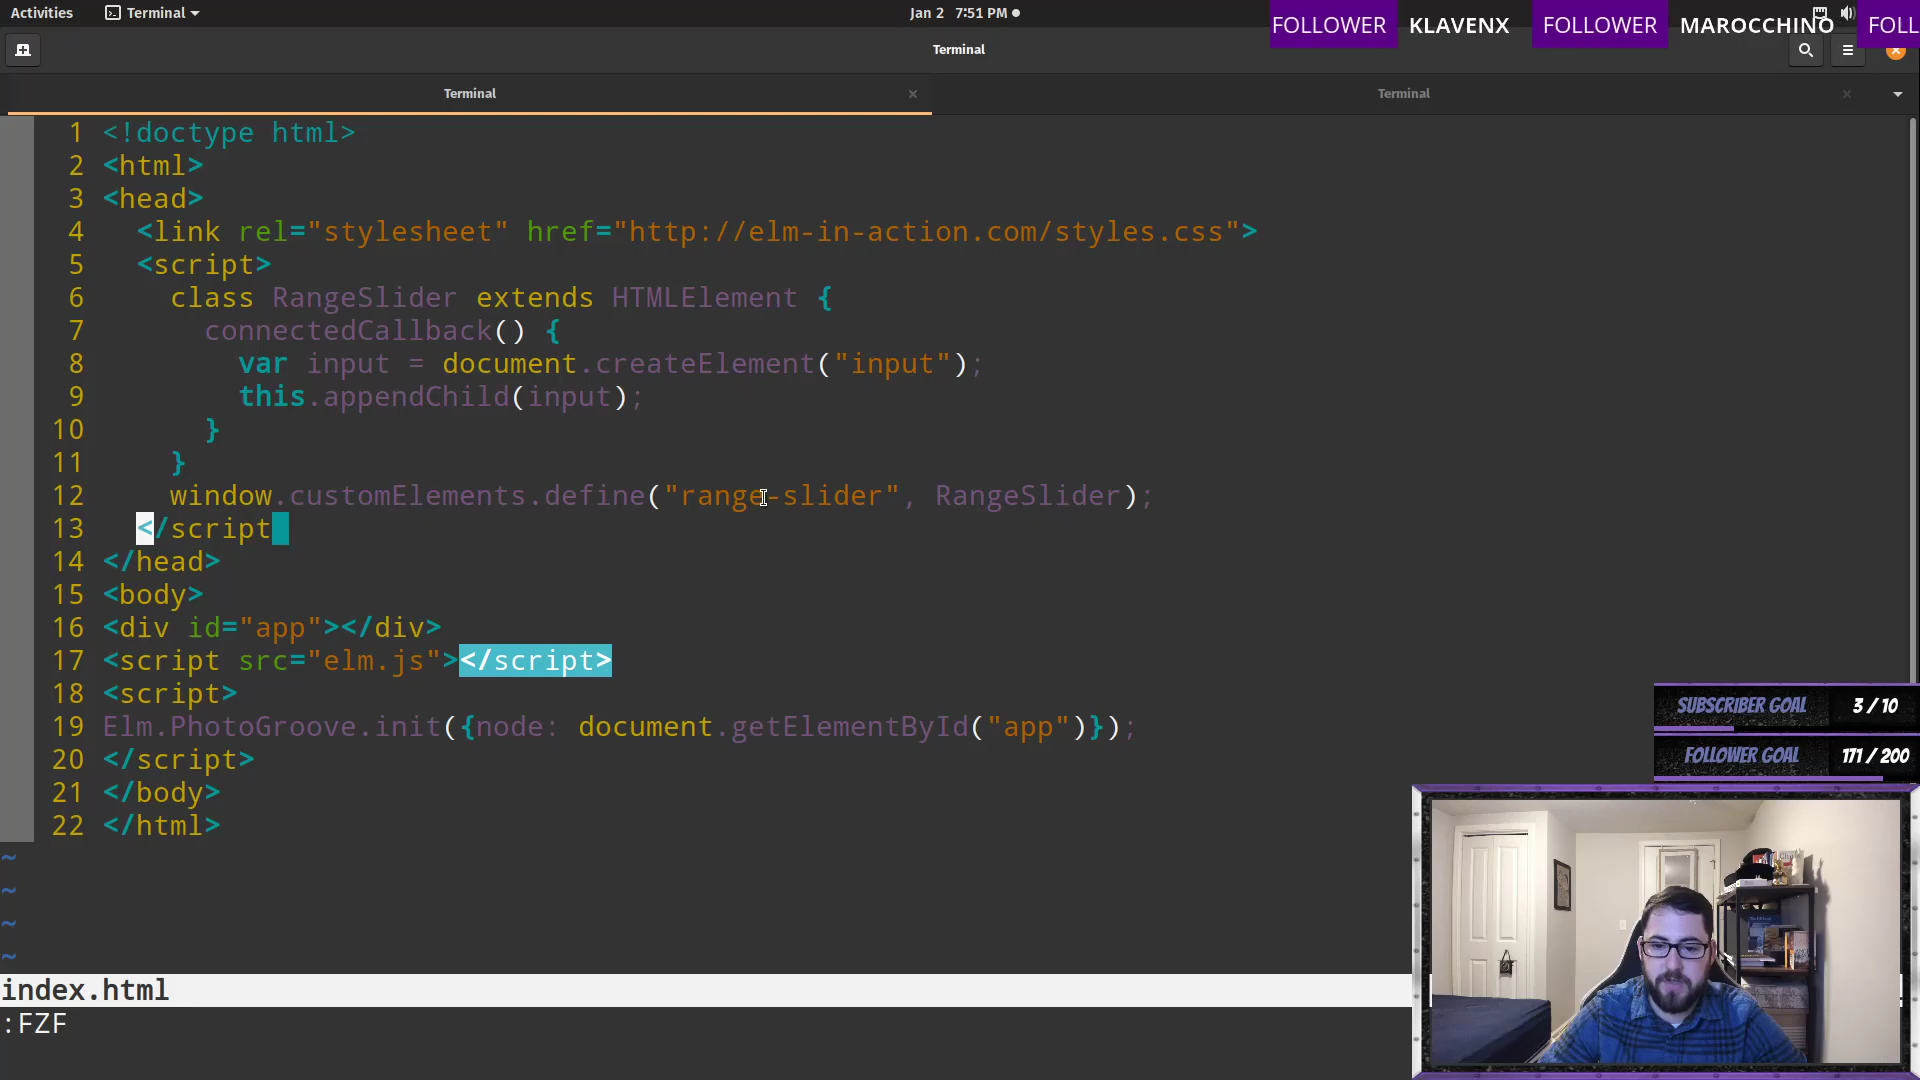 Activities
Terminal
Jan 2 7:51 PM
FOLLOWER KLAVENX FOLLOWER MAROCCHINO FOLL
Terminal
Terminal
Terminal
1 <!doctype html>
2 <html>
3 <head>
4 <link rel="stylesheet" href="http://elm-in-action.com/styles.css">
5 <script>
6 class RangeSlider extends HTMLElement {
7 connectedCallback() {
8 var input = document.createElement("input");
9 this.appendChild(input);
10 }
11 }
12 window.customElements.define("range-slider", RangeSlider);
13 </script
14 </head>
15 <body>
16 <div id="app"></div>
17 <script src="elm.js"></script>
18 <script>
19 Elm.PhotoGroove.init({node: document.getElementById("app")});
20 </script>
21 </body>
22 </html>
~
~
~
~
index.html
:FZF
SUBSCRIBER GOAL 3 / 10
FOLLOWER GOAL 171 / 200